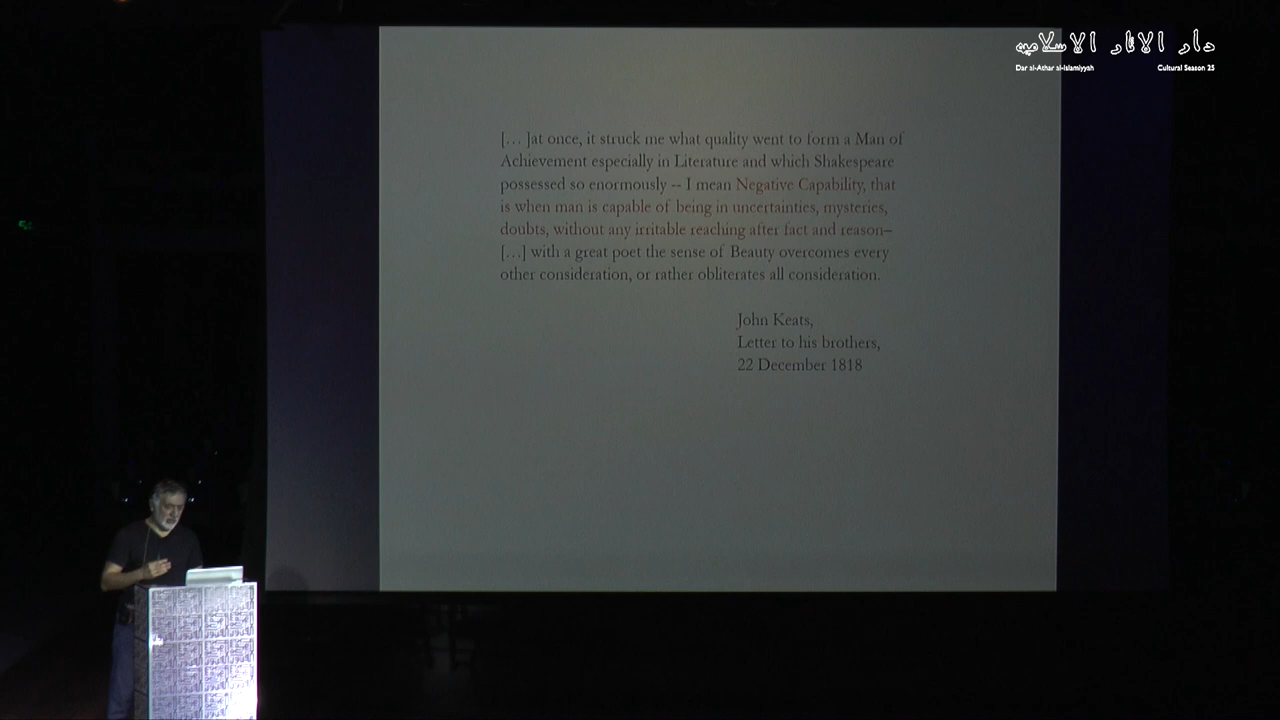 دار الآثار الإسلامية
Dar al-Athar al-Islamiyyah Cultural Season 25
[… ]at once, it struck me what quality went to form a Man of
Achievement especially in Literature and which Shakespeare
possessed so enormously -- I mean Negative Capability, that
is when man is capable of being in uncertainties, mysteries,
doubts, without any irritable reaching after fact and reason–
[…] with a great poet the sense of Beauty overcomes every
other consideration, or rather obliterates all consideration.
John Keats,
Letter to his brothers,
22 December 1818